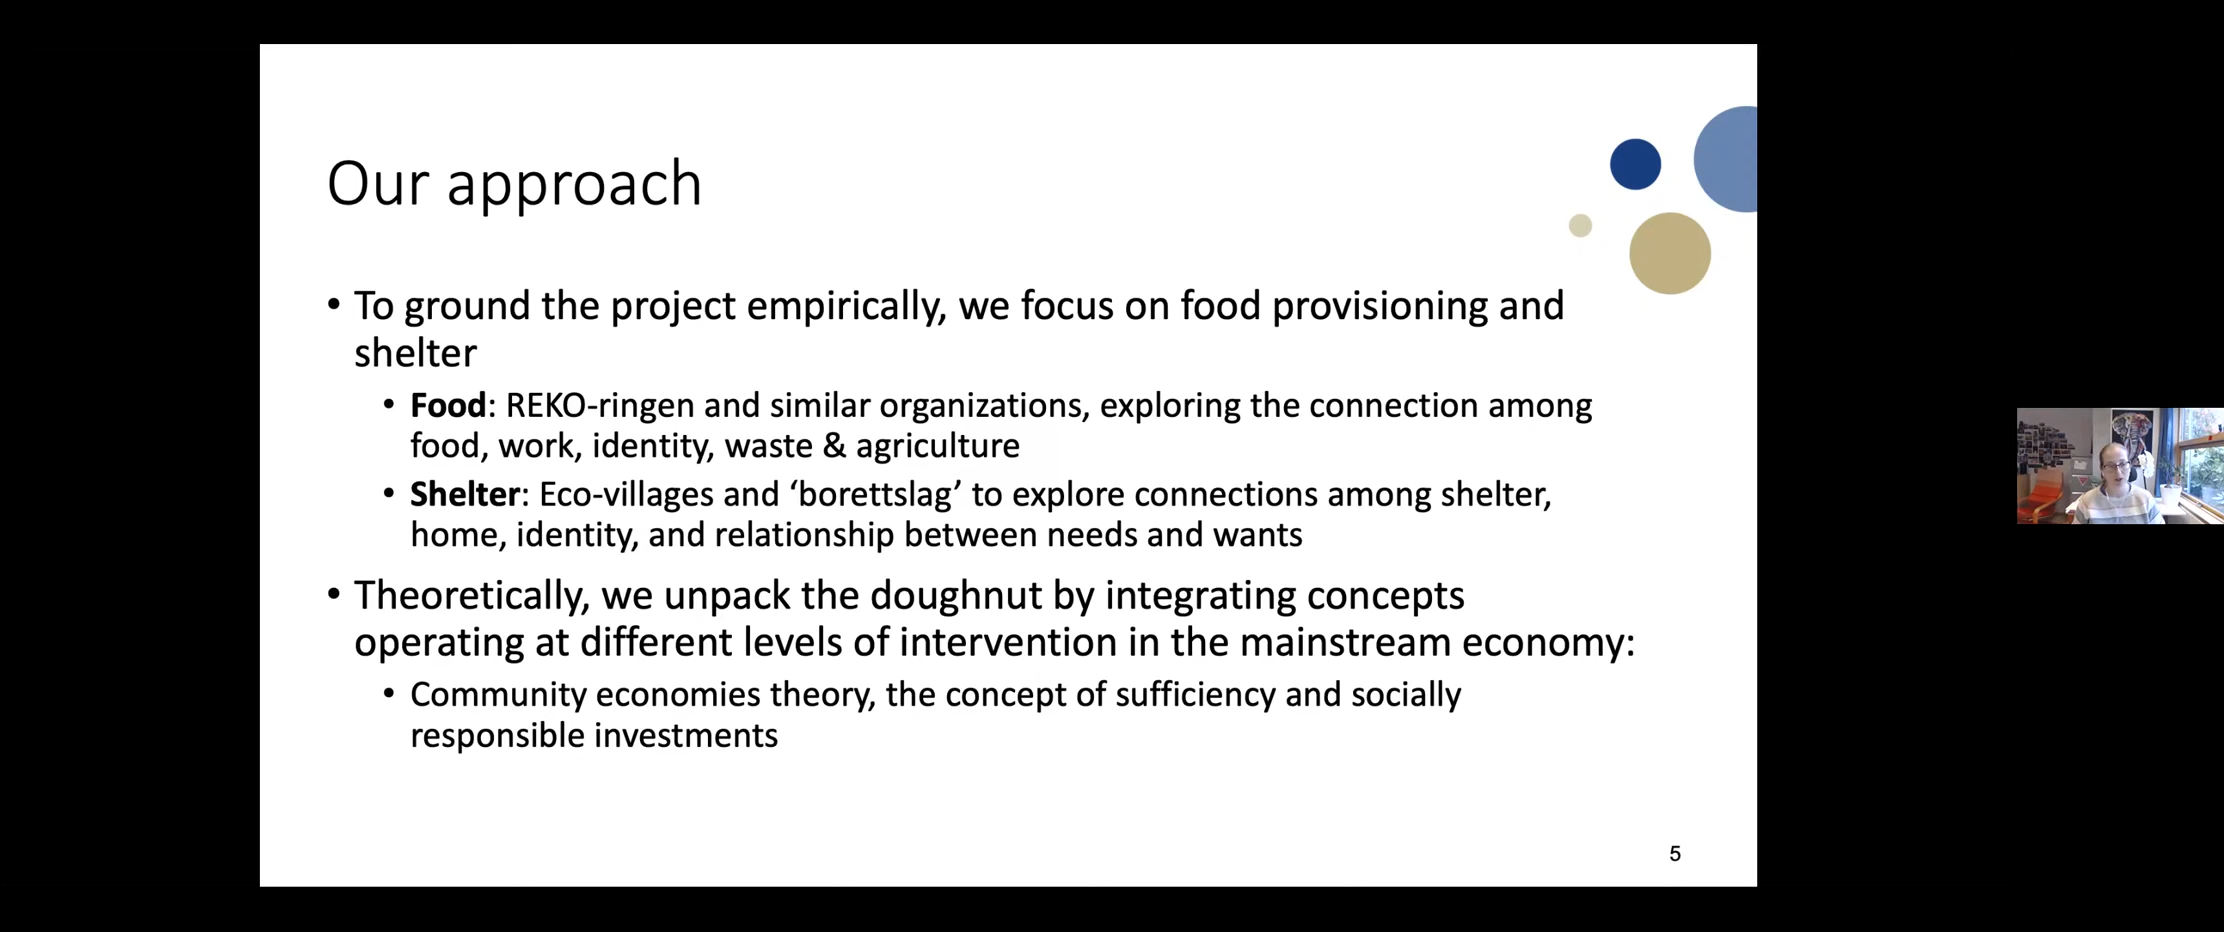 Our approach
• To ground the project empirically, we focus on food provisioning and
shelter
• Food: REKO-ringen and similar organizations, exploring the connection among
food, work, identity, waste & agriculture
• Shelter: Eco-villages and ‘borettslag’ to explore connections among shelter,
home, identity, and relationship between needs and wants
• Theoretically, we unpack the doughnut by integrating concepts
operating at different levels of intervention in the mainstream economy:
• Community economies theory, the concept of sufficiency and socially
responsible investments
5